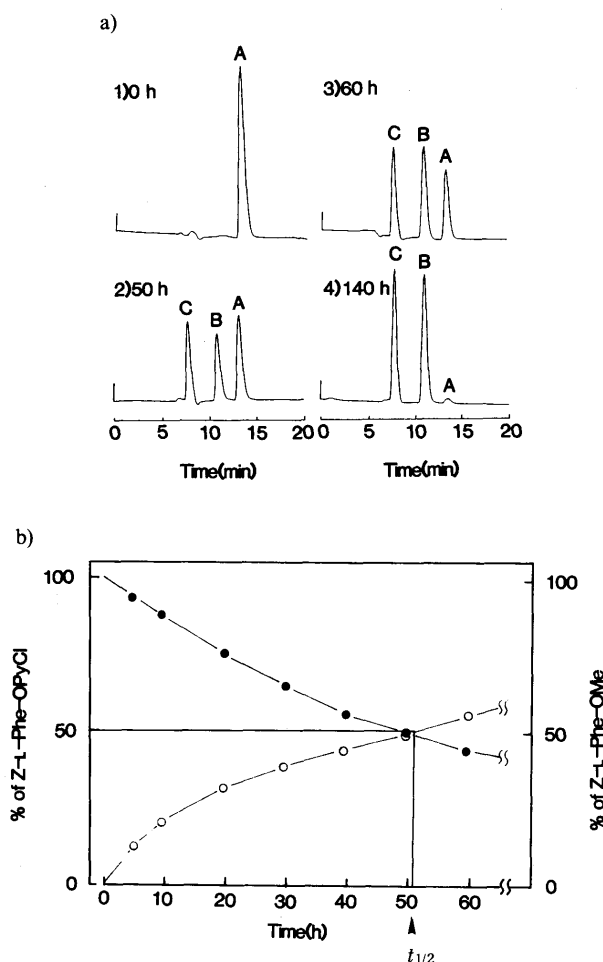 a)
1)0 h
A
3)60 h
C B A
2)50 h
C B A
4)140 h
C B
A
0 5 10 15 20
0 5 10 15 20
Time(min)
Time(min)
b)
100
50
0
% of Z–L–Phe–OPyCl
100
50
0
% of Z–L–Phe–OMe
0 10 20 30 40 50 60
Time(h)
t1/2